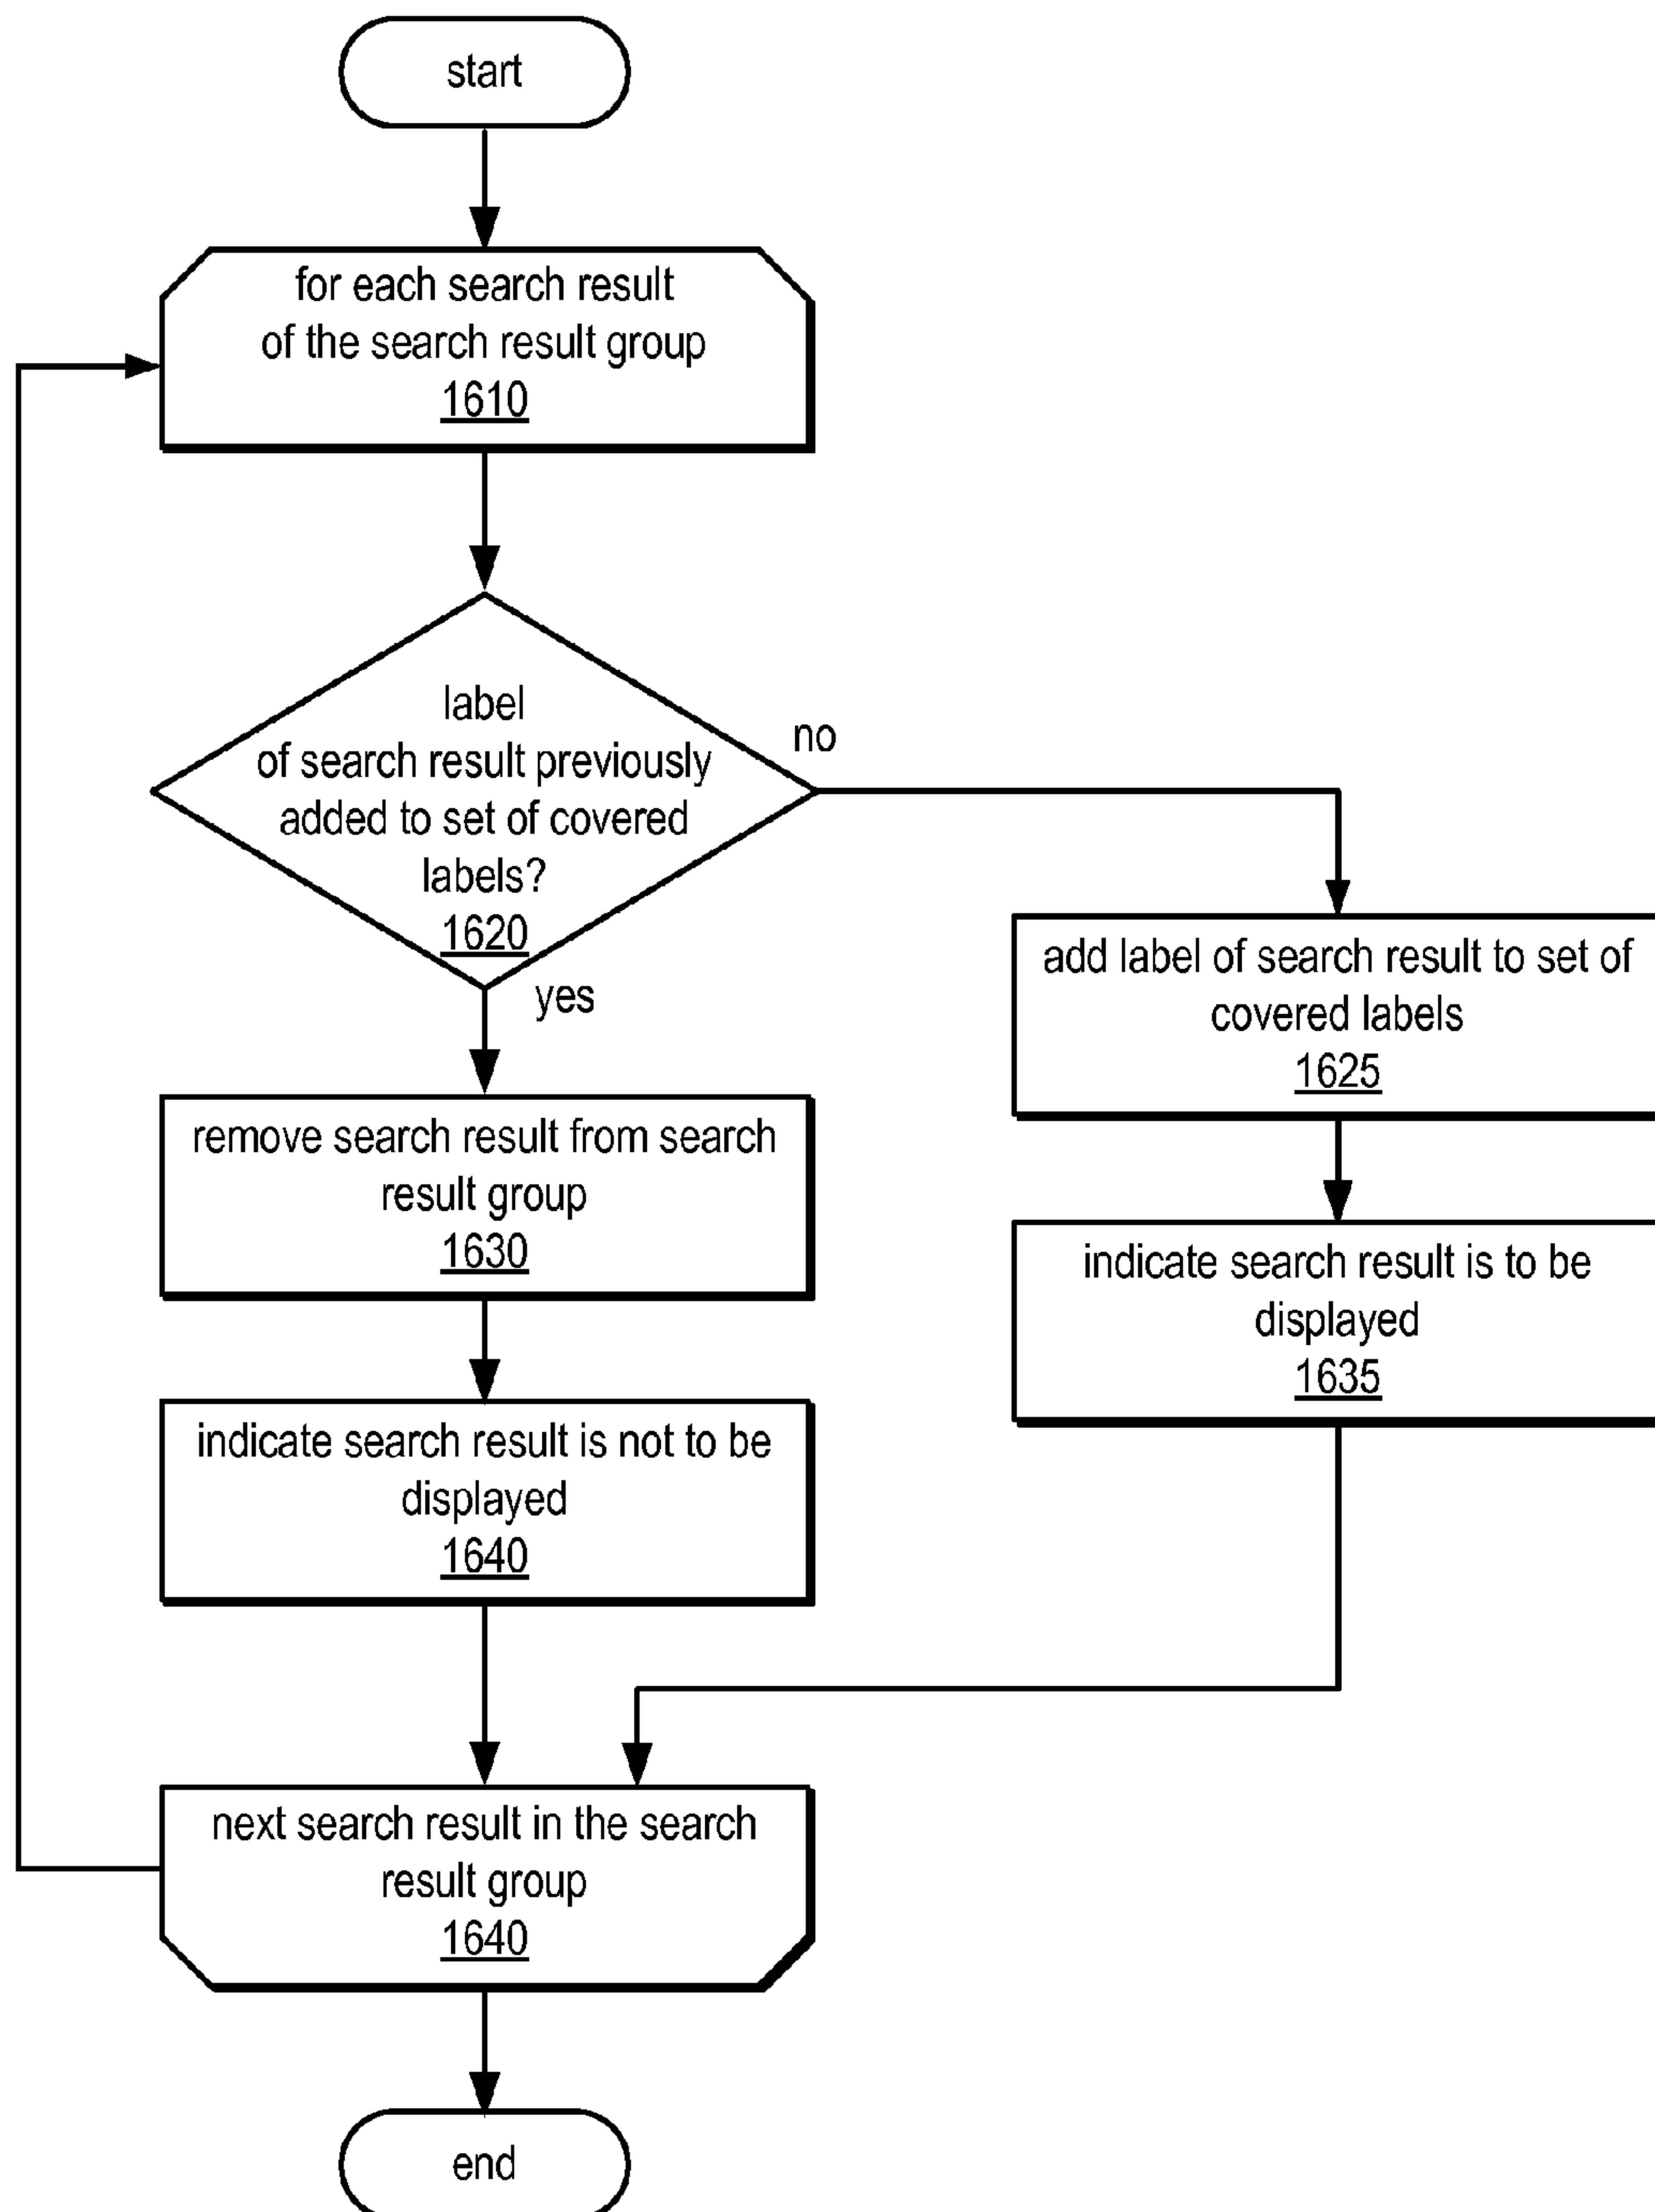 start
for each search result
of the search result group
1610
label
of search result previously
added to set of covered
labels?
1620
no
yes
add label of search result to set of
covered labels
1625
remove search result from search
result group
1630
indicate search result is to be
displayed
1635
indicate search result is not to be
displayed
1640
next search result in the search
result group
1640
end